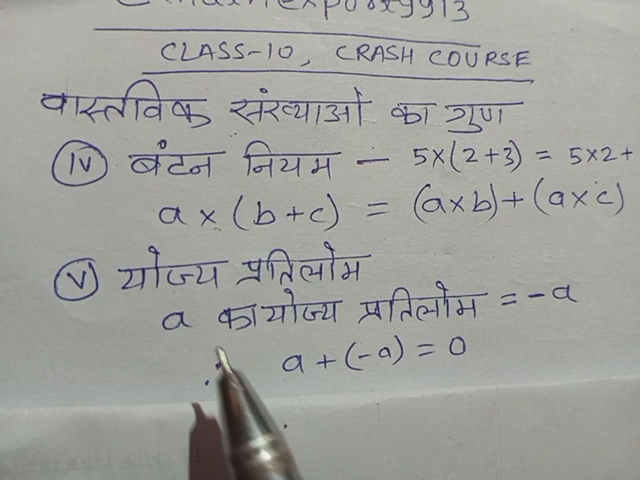 CLASS-10, CRASH COURSE
वास्तविक संख्याओं का गुण
(iv) बंटन नियम – 5×(2+3) = 5×2+
a × (b+c) = (a×b)+(a×c)
(v) योज्य प्रतिलोम
a का योज्य प्रतिलोम = -a
∴ a+(-a) = 0